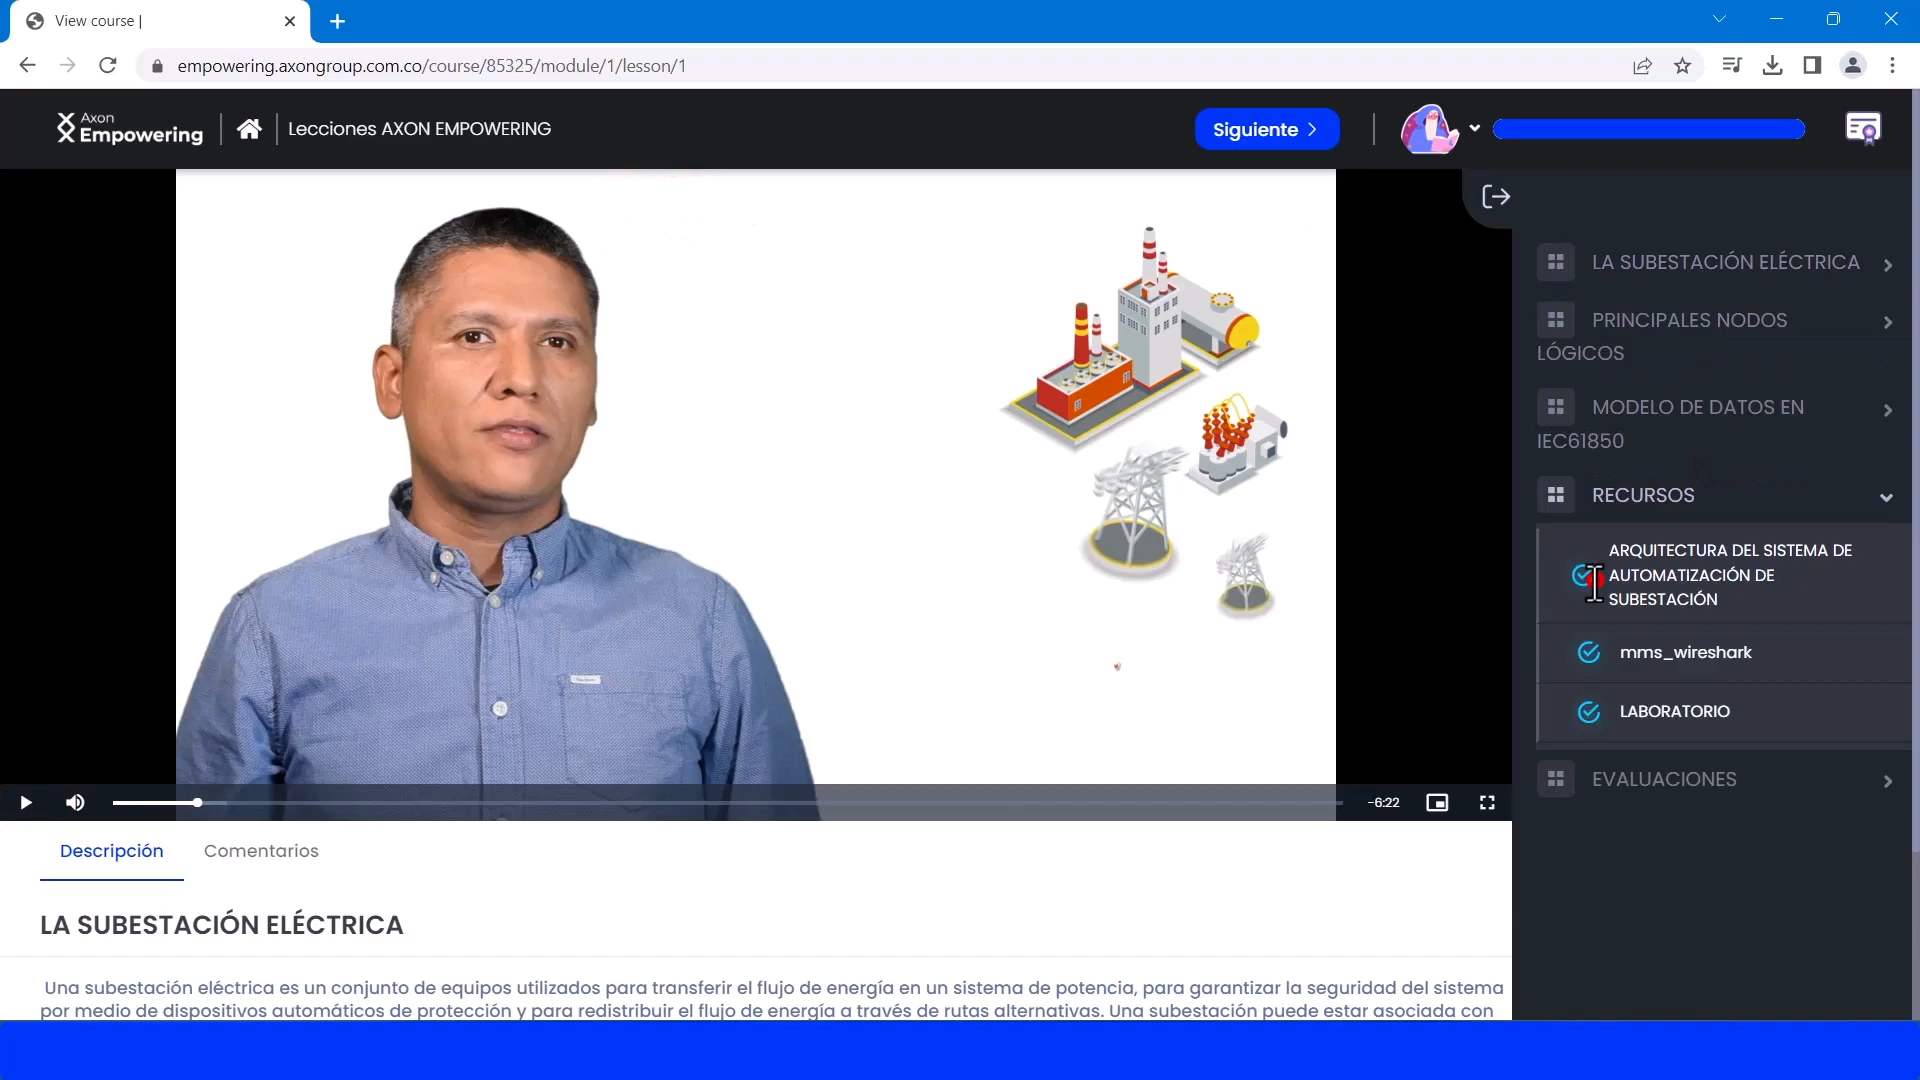 View course |
empowering.axongroup.com.co/course/85325/module/1/lesson/1
Axon
Empowering
Lecciones AXON EMPOWERING
Siguiente
LA SUBESTACIÓN ELÉCTRICA
PRINCIPALES NODOS
LÓGICOS
MODELO DE DATOS EN
IEC61850
RECURSOS
ARQUITECTURA DEL SISTEMA DE
AUTOMATIZACIÓN DE
SUBESTACIÓN
mms_wireshark
LABORATORIO
EVALUACIONES
-6:22
Descripción
Comentarios
LA SUBESTACIÓN ELÉCTRICA
Una subestación eléctrica es un conjunto de equipos utilizados para transferir el flujo de energía en un sistema de potencia, para garantizar la seguridad del sistema
por medio de dispositivos automáticos de protección y para redistribuir el flujo de energía a través de rutas alternativas. Una subestación puede estar asociada con